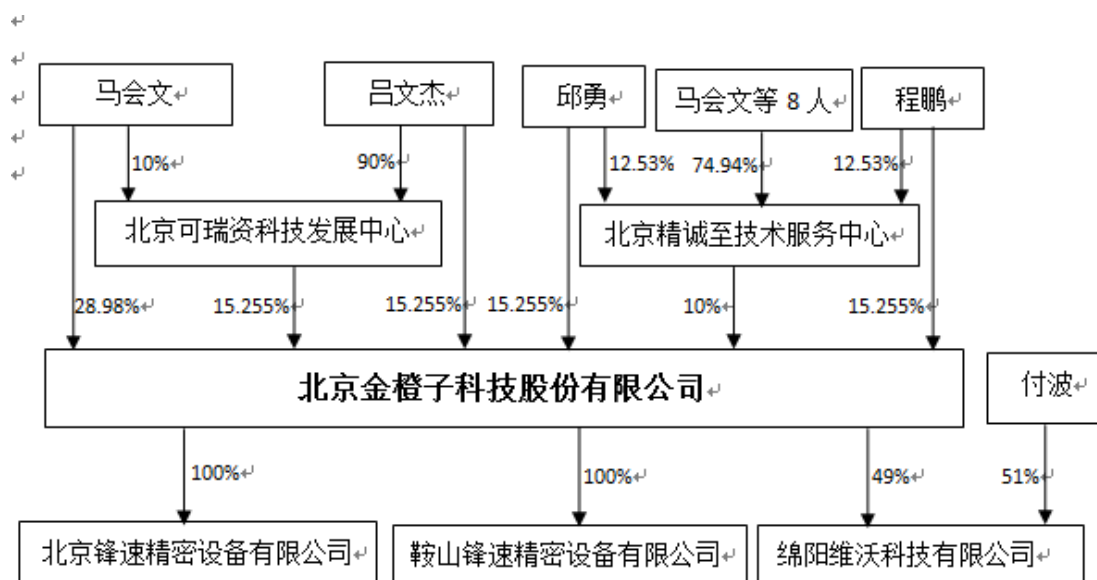 马会文
吕文杰
邱勇
马会文等 8 人
程鹏
10%
90%
12.53%
74.94%
12.53%
北京可瑞资科技发展中心
北京精诚至技术服务中心
28.98%
15.255%
15.255%
15.255%
10%
15.255%
北京金橙子科技股份有限公司
付波
100%
100%
49%
51%
北京锋速精密设备有限公司
鞍山锋速精密设备有限公司
绵阳维沃科技有限公司